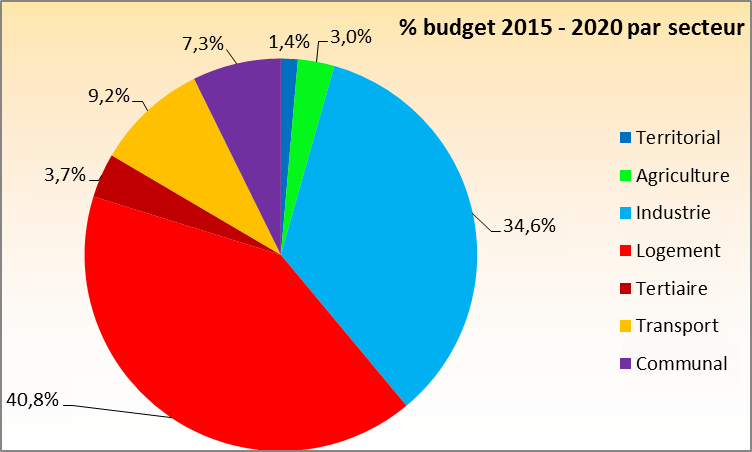 % budget 2015 - 2020 par secteur
7,3%
1,4%
3,0%
9,2%
3,7%
34,6%
40,8%
Territorial
Agriculture
Industrie
Logement
Tertiaire
Transport
Communal